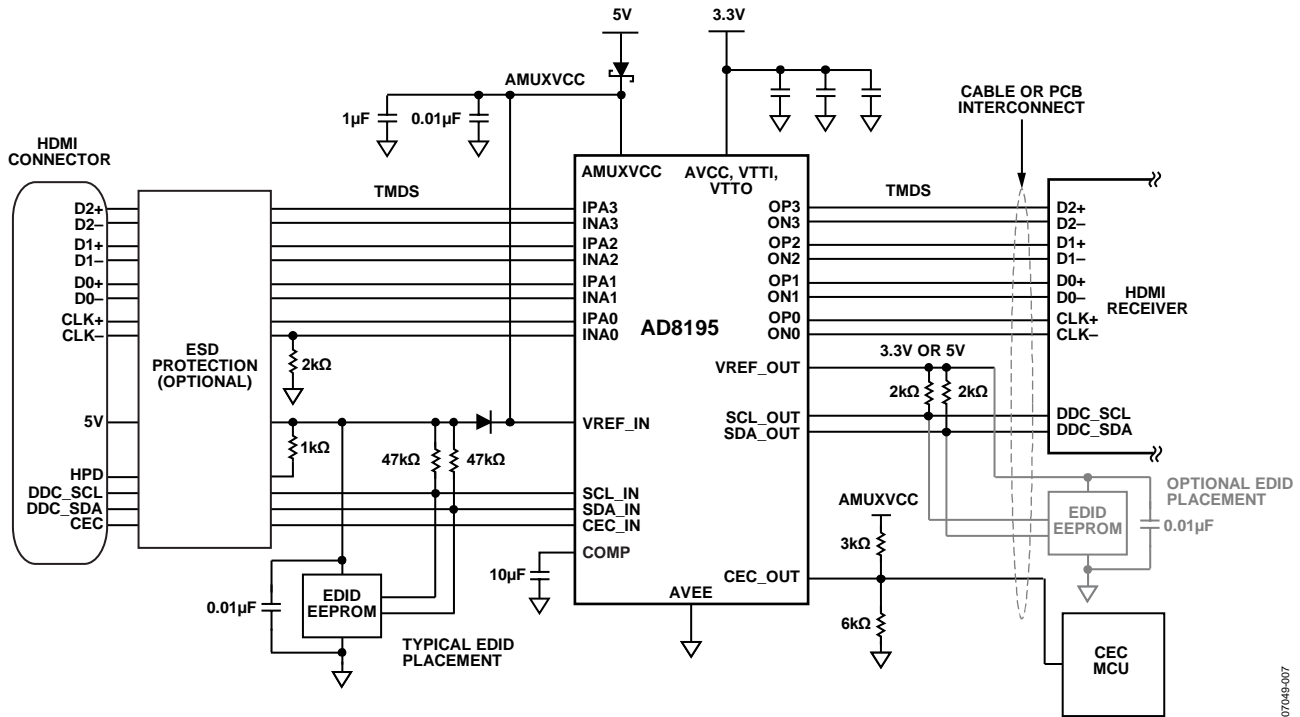 5V
3.3V
AMUXVCC
1µF
0.01µF
CABLE OR PCB
INTERCONNECT
HDMI
CONNECTOR
D2+
D2–
D1+
D1–
D0+
D0–
CLK+
CLK–
5V
HPD
DDC_SCL
DDC_SDA
CEC
ESD
PROTECTION
(OPTIONAL)
TMDS
2kΩ
1kΩ
47kΩ
47kΩ
0.01µF
EDID
EEPROM
TYPICAL EDID
PLACEMENT
10µF
AMUXVCC
AVCC, VTTI,
VTTO
IPA3
INA3
IPA2
INA2
IPA1
INA1
IPA0
INA0
VREF_IN
SCL_IN
SDA_IN
CEC_IN
COMP
AVEE
AD8195
OP3
ON3
OP2
ON2
OP1
ON1
OP0
ON0
VREF_OUT
SCL_OUT
SDA_OUT
CEC_OUT
TMDS
3.3V OR 5V
2kΩ
2kΩ
AMUXVCC
3kΩ
6kΩ
D2+
D2–
D1+
D1–
D0+
D0–
CLK+
CLK–
DDC_SCL
DDC_SDA
HDMI
RECEIVER
OPTIONAL EDID
PLACEMENT
EDID
EEPROM
0.01µF
CEC
MCU
07049-007